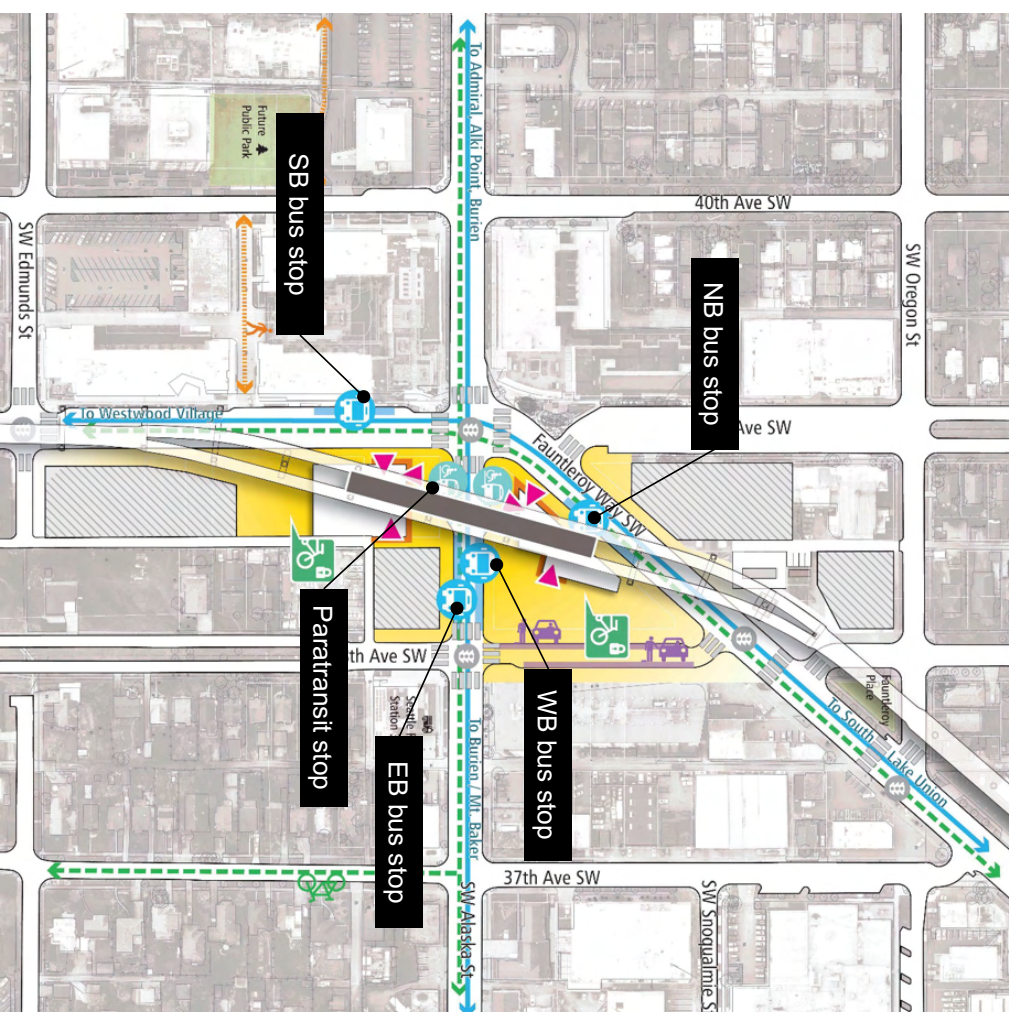 To Admiral, Alki Point, Burien
Future
Public Park
SB bus stop
40th Ave SW
SW Edmunds St
SW Oregon St
NB bus stop
To Westwood Village
Ave SW
Fauntleroy Way SW
Paratransit stop
th Ave SW
WB bus stop
EB bus stop
Seattle
Station
Fauntleroy
Place
To South Lake Union
To Burien / Mt. Baker
37th Ave SW
SW Alaska St
SW Snoqualmie S